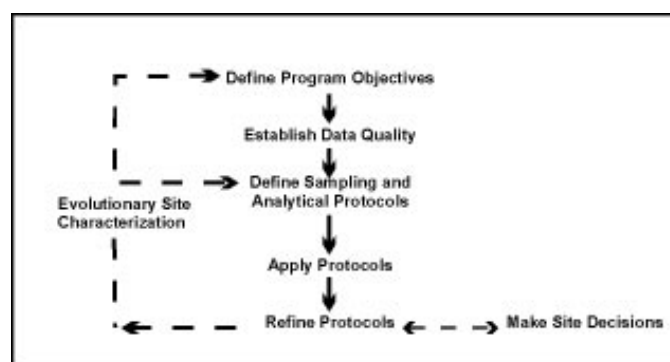 Define Program Objectives
Establish Data Quality
Define Sampling and
Analytical Protocols
Evolutionary Site
Characterization
Apply Protocols
Refine Protocols
Make Site Decisions